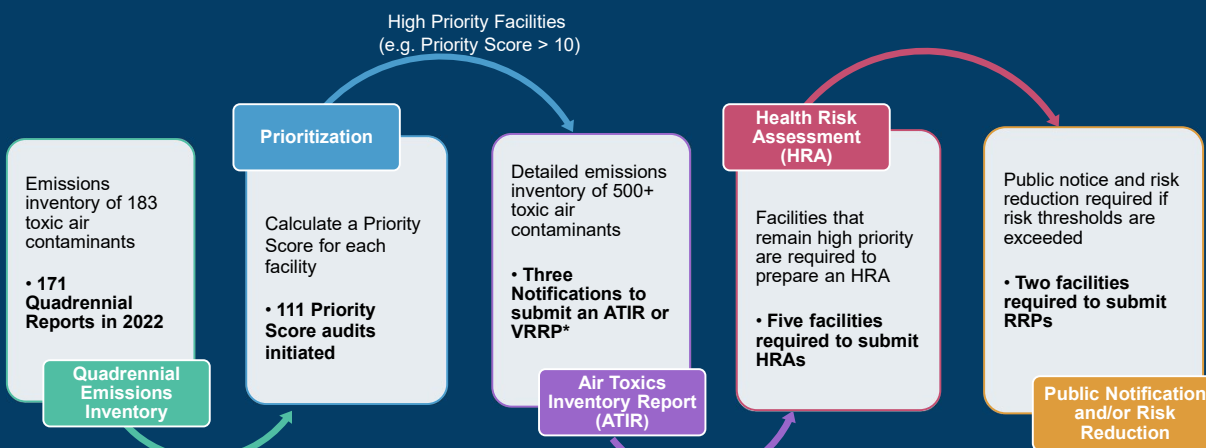 High Priority Facilities
(e.g. Priority Score > 10)
Emissions
inventory of 183
toxic air
contaminants
• 171
Quadrennial
Reports in 2022
Quadrennial
Emissions
Inventory
Prioritization
Calculate a Priority
Score for each
facility
• 111 Priority
Score audits
initiated
Detailed emissions
inventory of 500+
toxic air
contaminants
• Three
Notifications to
submit an ATIR or
VRRP*
Air Toxics
Inventory Report
(ATIR)
Health Risk
Assessment
(HRA)
Facilities that
remain high priority
are required to
prepare an HRA
• Five facilities
required to submit
HRAs
Public notice and risk
reduction required if
risk thresholds are
exceeded
• Two facilities
required to submit
RRPs
Public Notification
and/or Risk
Reduction